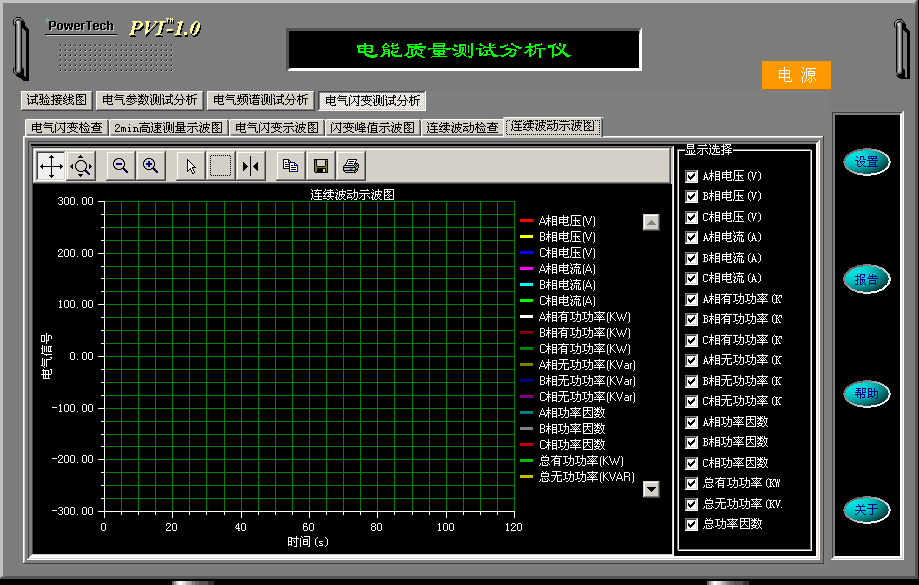 PowerTech
PVI™-1.0
电能质量测试分析仪
电 源
试验接线图
电气参数测试分析
电气频谱测试分析
电气闪变测试分析
电气闪变检查
2min高速测量示波图
电气闪变示波图
闪变峰值示波图
连续波动检查
连续波动示波图
连续波动示波图
300.00
200.00
100.00
0.00
-100.00
-200.00
-300.00
电气信号
0
20
40
60
80
100
120
时间(s)
A相电压(V)
B相电压(V)
C相电压(V)
A相电流(A)
B相电流(A)
C相电流(A)
A相有功功率(KW)
B相有功功率(KW)
C相有功功率(KW)
A相无功功率(KVar)
B相无功功率(KVar)
C相无功功率(KVar)
A相功率因数
B相功率因数
C相功率因数
总有功功率(KW)
总无功功率(KVAR)
显示选择
A相电压(V)
B相电压(V)
C相电压(V)
A相电流(A)
B相电流(A)
C相电流(A)
A相有功功率(K
B相有功功率(K
C相有功功率(K
A相无功功率(K
B相无功功率(K
C相无功功率(K
A相功率因数
B相功率因数
C相功率因数
总有功功率(KW
总无功功率(KV
总功率因数
设置
报告
帮助
关于